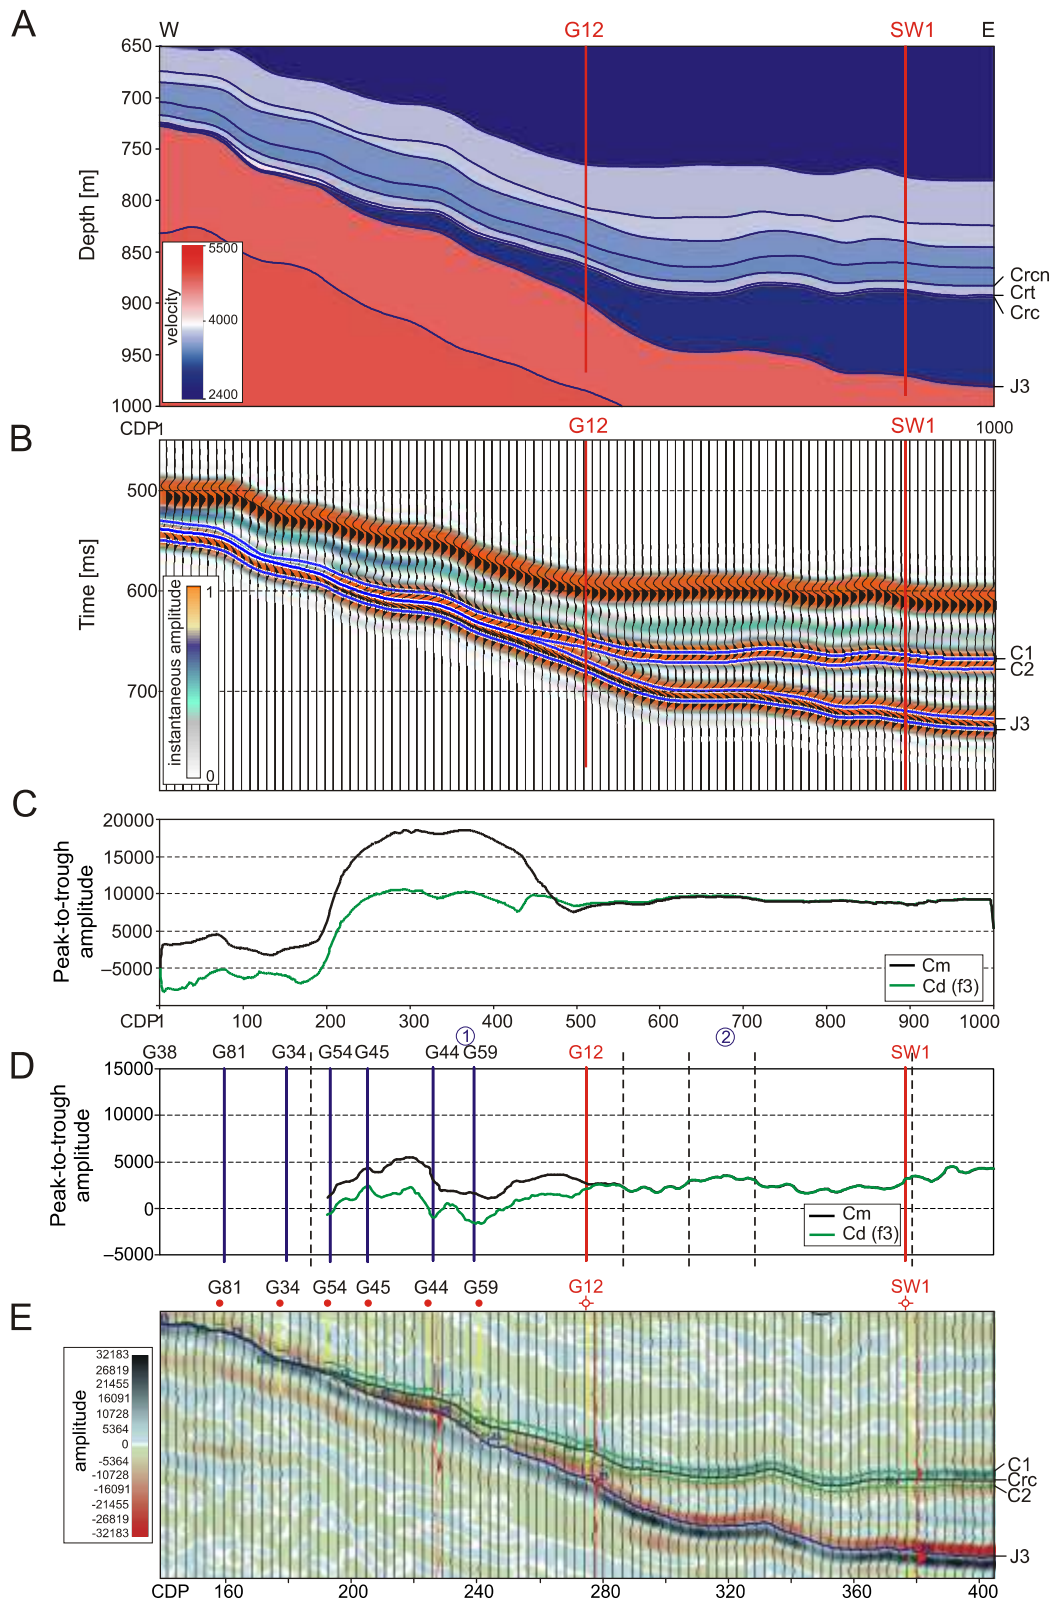 A
W
G12
SW1
E
650
700
750
800
850
900
950
1000
Depth [m]
5500
4000
2400
velocity
Crcn
Crt
Crc
J3
B
CDP1
G12
SW1
1000
500
600
700
Time [ms]
1
0
instantaneous amplitude
C1
C2
J3
C
20000
15000
10000
5000
–5000
Peak-to-trough
amplitude
Cm
Cd (f3)
CDP1 100 200 300 400 500 600 700 800 900 1000
1 2
D
G38 G81 G34 G54 G45 G44 G59 G12 SW1
15000
10000
5000
0
–5000
Peak-to-trough
amplitude
Cm
Cd (f3)
G81 G34 G54 G45 G44 G59 G12 SW1
E
32183
26819
21455
16091
10728
5364
0
-5364
-10728
-16091
-21455
-26819
-32183
amplitude
C1
Crc
C2
J3
CDP 160 200 240 280 320 360 400